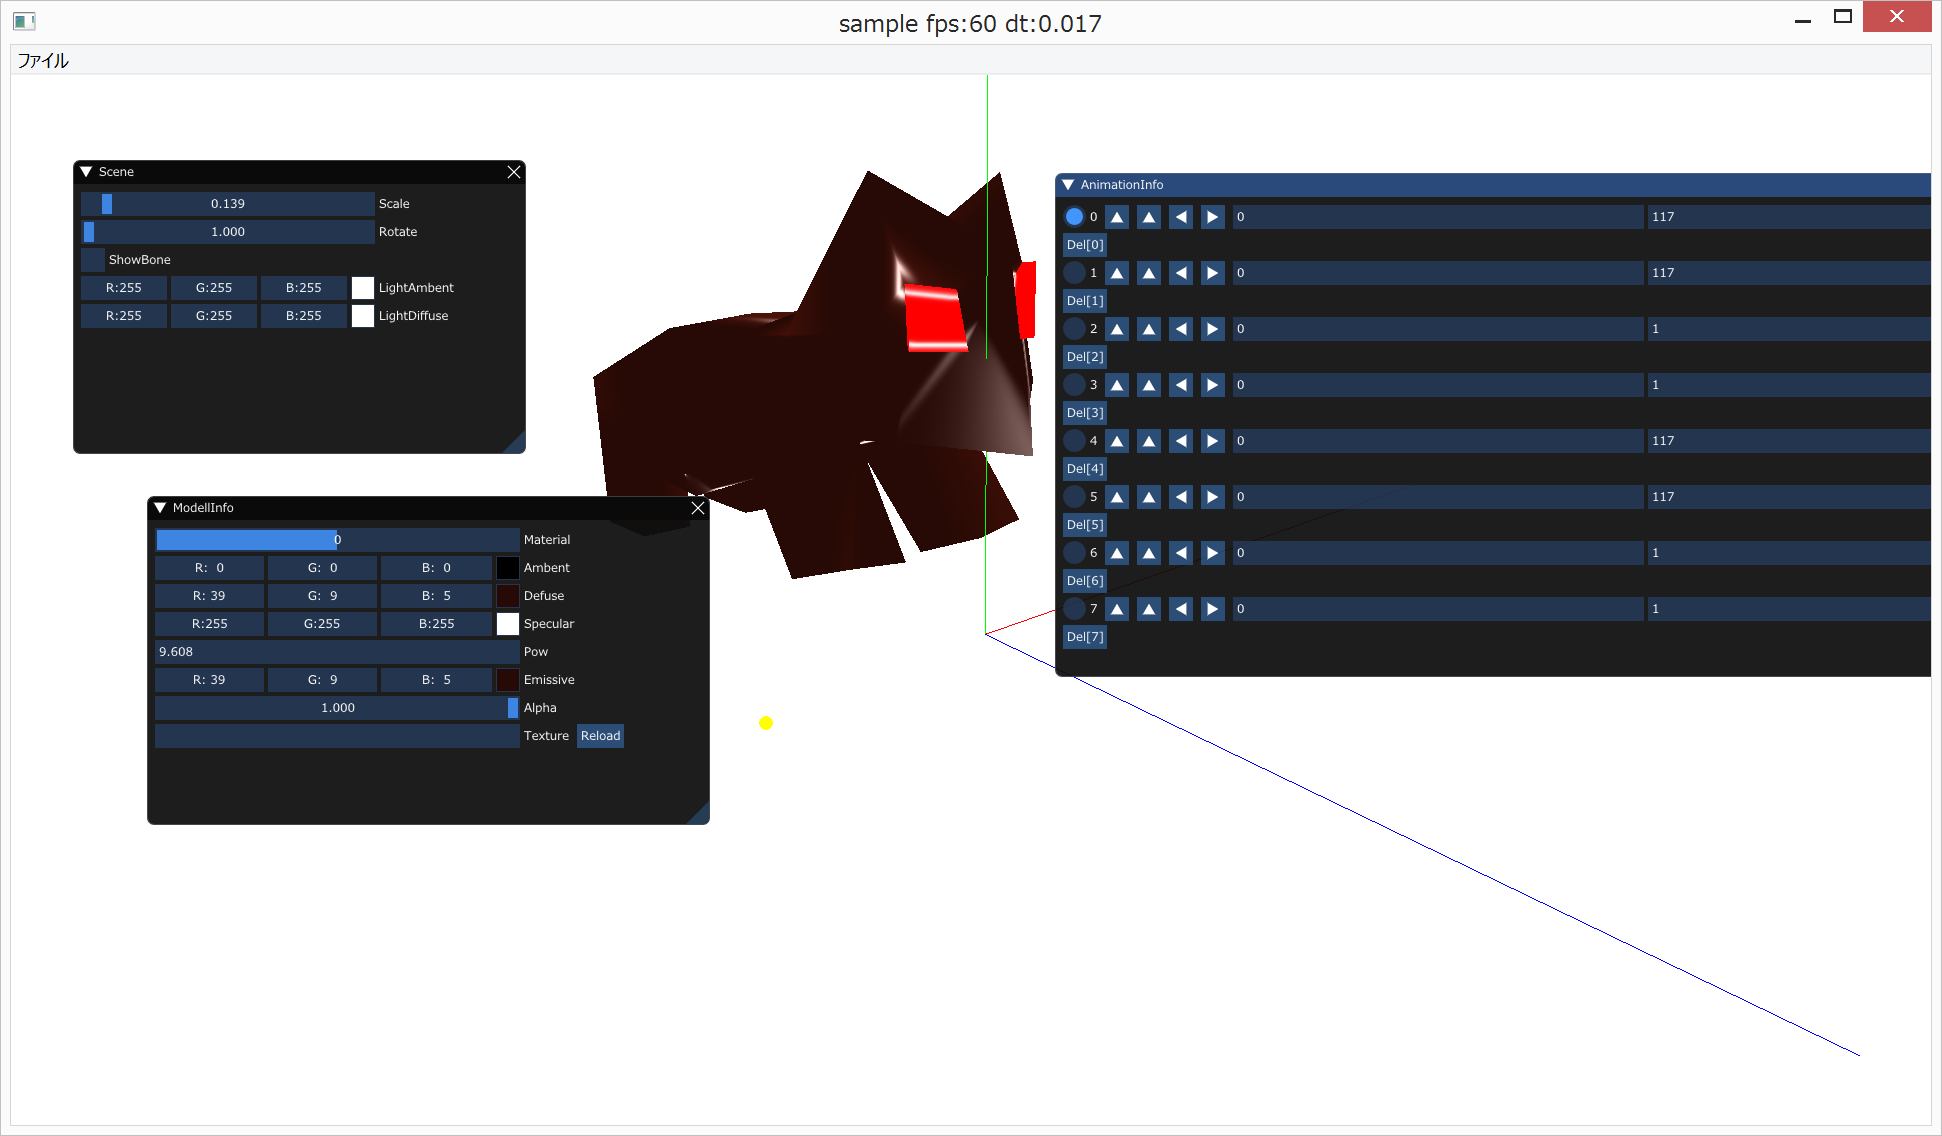 sample fps:60 dt:0.017
ファイル
Scene
0.139 Scale
1.000 Rotate
ShowBone
R:255 G:255 B:255 LightAmbent
R:255 G:255 B:255 LightDiffuse
ModellInfo
0 Material
R: 0 G: 0 B: 0 Ambent
R: 39 G: 9 B: 5 Defuse
R:255 G:255 B:255 Specular
9.608 Pow
R: 39 G: 9 B: 5 Emissive
1.000 Alpha
Texture Reload
AnimationInfo
0 0 117
Del[0]
1 0 117
Del[1]
2 0 1
Del[2]
3 0 1
Del[3]
4 0 117
Del[4]
5 0 117
Del[5]
6 0 1
Del[6]
7 0 1
Del[7]